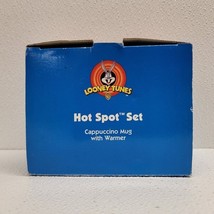 LOONEY TUNES
Hot Spot™ Set
Cappuccino Mug
with Warmer